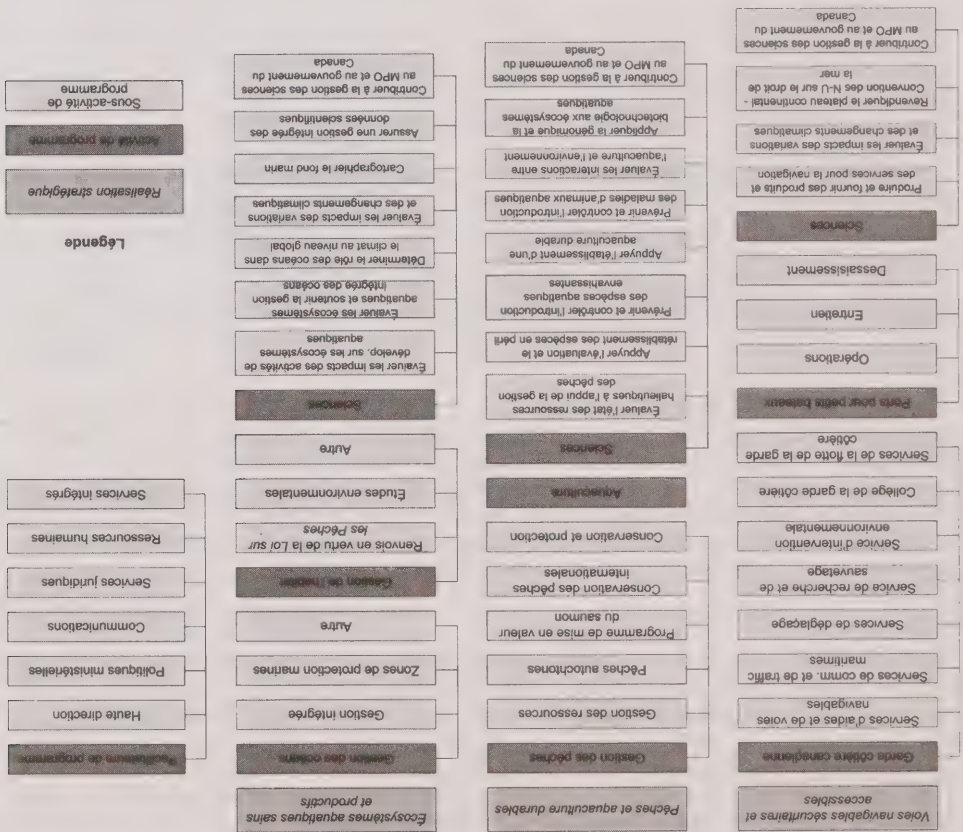 Voies navigables sécuritaires et
accessibles
Garde côtière canadienne
Services d'aides et de voies
navigables
Services de comm. et de traffic
maritimes
Services de déglaçage
Service de recherche et de
sauvetage
Service d'intervention
environnementale
Collège de la garde côtière
Services de la flotte de la garde
côtière
Ports pour petits bateaux
Opérations
Entretien
Dessaisissement
Sciences
Produire et fournir des produits et
des services pour la navigation
Évaluer les impacts des variations
et des changements climatiques
Revendiquer le plateau continental -
Convention des N-U sur le droit de
la mer
Contribuer à la gestion des sciences
au MPO et au gouvernement du
Canada
Pêches et aquaculture durables
Gestion des pêches
Gestion des ressources
Pêches autochtones
Programme de mise en valeur
du saumon
Conservation des pêches
internationales
Conservation et protection
Aquaculture
Sciences
Évaluer l'état des ressources
halieutiques à l'appui de la gestion
des pêches
Appuyer l'évaluation et le
rétablissement des espèces en péril
Prévenir et contrôler l'introduction
des espèces aquatiques
envahissantes
Appuyer l'établissement d'une
aquaculture durable
Prévenir et contrôler l'introduction
des maladies d'animaux aquatiques
Évaluer les interactions entre
l'aquaculture et l'environnement
Appliquer la génomique et la
biotechnologie aux écosystèmes
aquatiques
Contribuer à la gestion des sciences
au MPO et au gouvernement du
Canada
Écosystèmes aquatiques sains
et productifs
Gestion des océans
Gestion intégrée
Zones de protection marines
Autre
Gestion de l'habitat
Renvois en vertu de la Loi sur
les Pêches
Études environmentales
Autre
Sciences
Évaluer les impacts des activités de
dévelop. sur les écosystèmes
aquatiques
Évaluer les écosystèmes
aquatiques et soutenir la gestion
intégrée des océans
Déterminer le rôle des océans dans
le climat au niveau global
Évaluer les impacts des variations
et des changements climatiques
Cartographier le fond mann
Assurer une gestion intégrée des
données scientifiques
Contribuer à la gestion des sciences
au MPO et au gouvernement du
Canada
Facilitateurs de programme
Haute direction
Politiques ministérielles
Communications
Services juridiques
Ressources humaines
Services intégrés
Légende
Réalisation stratégique
Activité de programme
Sous-activité de
programme